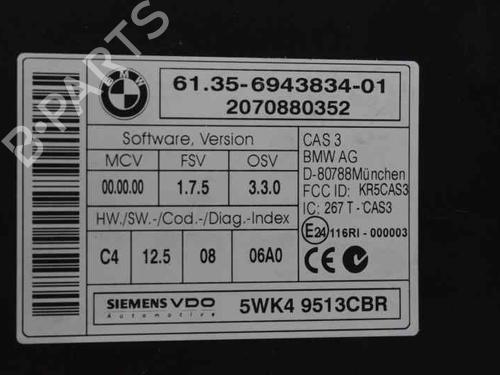 BMW
61.35-6943834-01
2070880352
Software, Version
MCV FSV OSV
00.00.00 1.7.5 3.3.0
HW./SW.-/Cod.-/Diag.-Index
C4 12.5 08 06A0
CAS 3
BMW AG
D-80788München
FCC ID: KR5CAS3
IC: 267 T - CAS3
E24 116RI - 000003
CE
SIEMENS VDO
Automotive
5WK4 9513CBR
B-PARTS